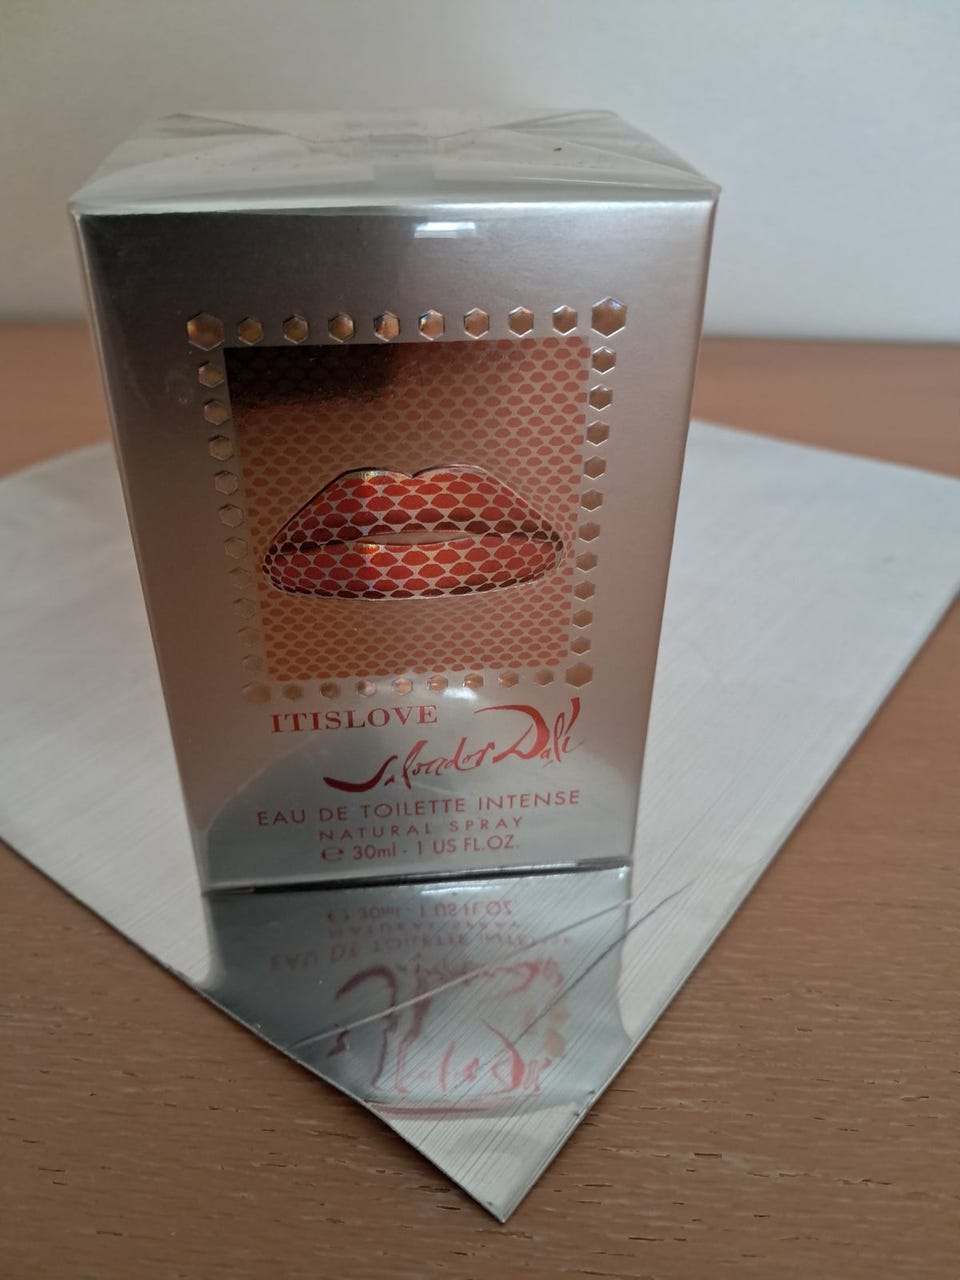 ITISLOVE
Salvador Dalí
EAU DE TOILETTE INTENSE
NATURAL SPRAY
℮ 30ml - 1 US FL.OZ.